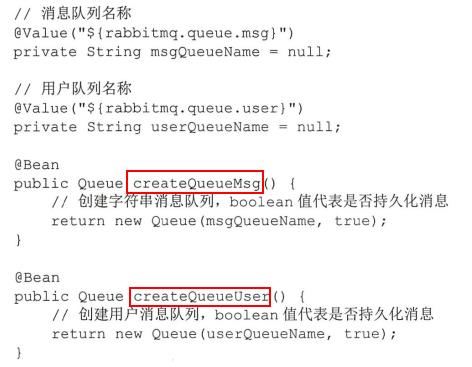 // 消息队列名称
@Value("${rabbitmq.queue.msg}")
private String msgQueueName = null;
// 用户队列名称
@Value("${rabbitmq.queue.user}")
private String userQueueName = null;
@Bean
public Queue createQueueMsg() {
// 创建字符串消息队列，boolean 值代表是否持久化消息
return new Queue(msgQueueName, true);
}
@Bean
public Queue createQueueUser() {
// 创建用户消息队列，boolean 值代表是否持久化消息
return new Queue(userQueueName, true);
}